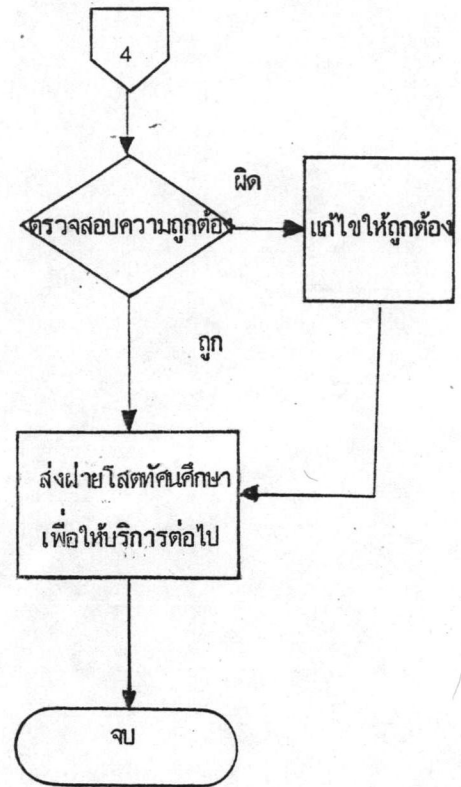 4
ผิด
ตรวจสอบความถูกต้อง
แก้ไขให้ถูกต้อง
ถูก
ส่งฝ่ายโสตทัศนศึกษา
เพื่อให้บริการต่อไป
จบ